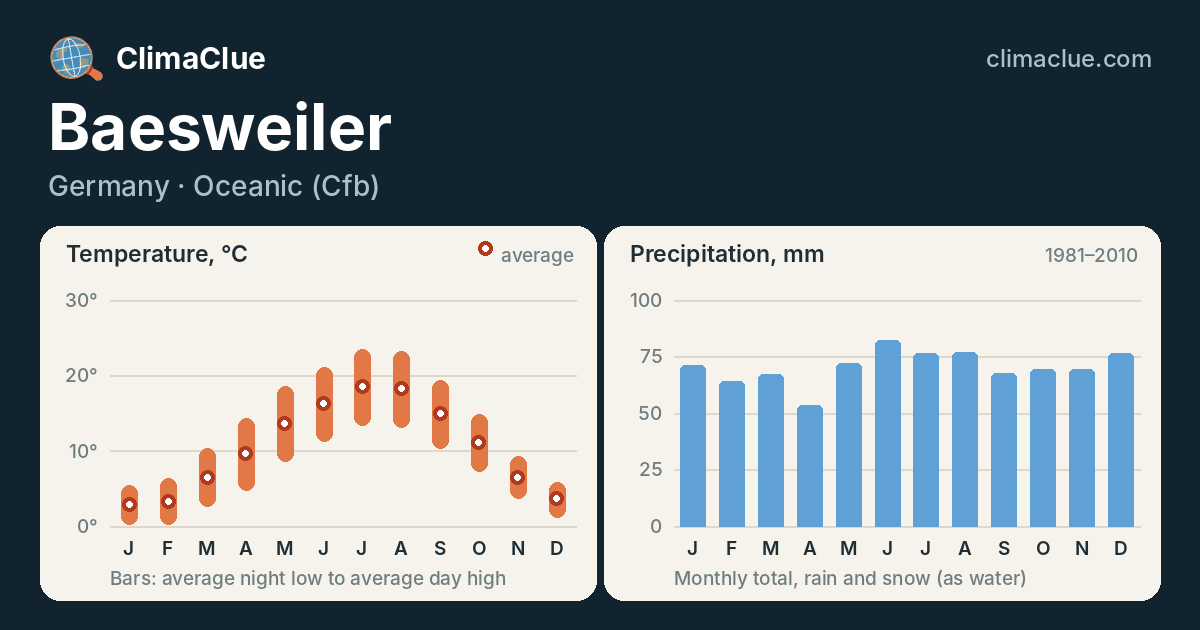 ClimaClue
climaclue.com
Baesweiler
Germany · Oceanic (Cfb)
Temperature, °C
average
30°
20°
10°
0°
J F M A M J J A S O N D
Bars: average night low to average day high
Precipitation, mm
1981–2010
100
75
50
25
0
J F M A M J J A S O N D
Monthly total, rain and snow (as water)